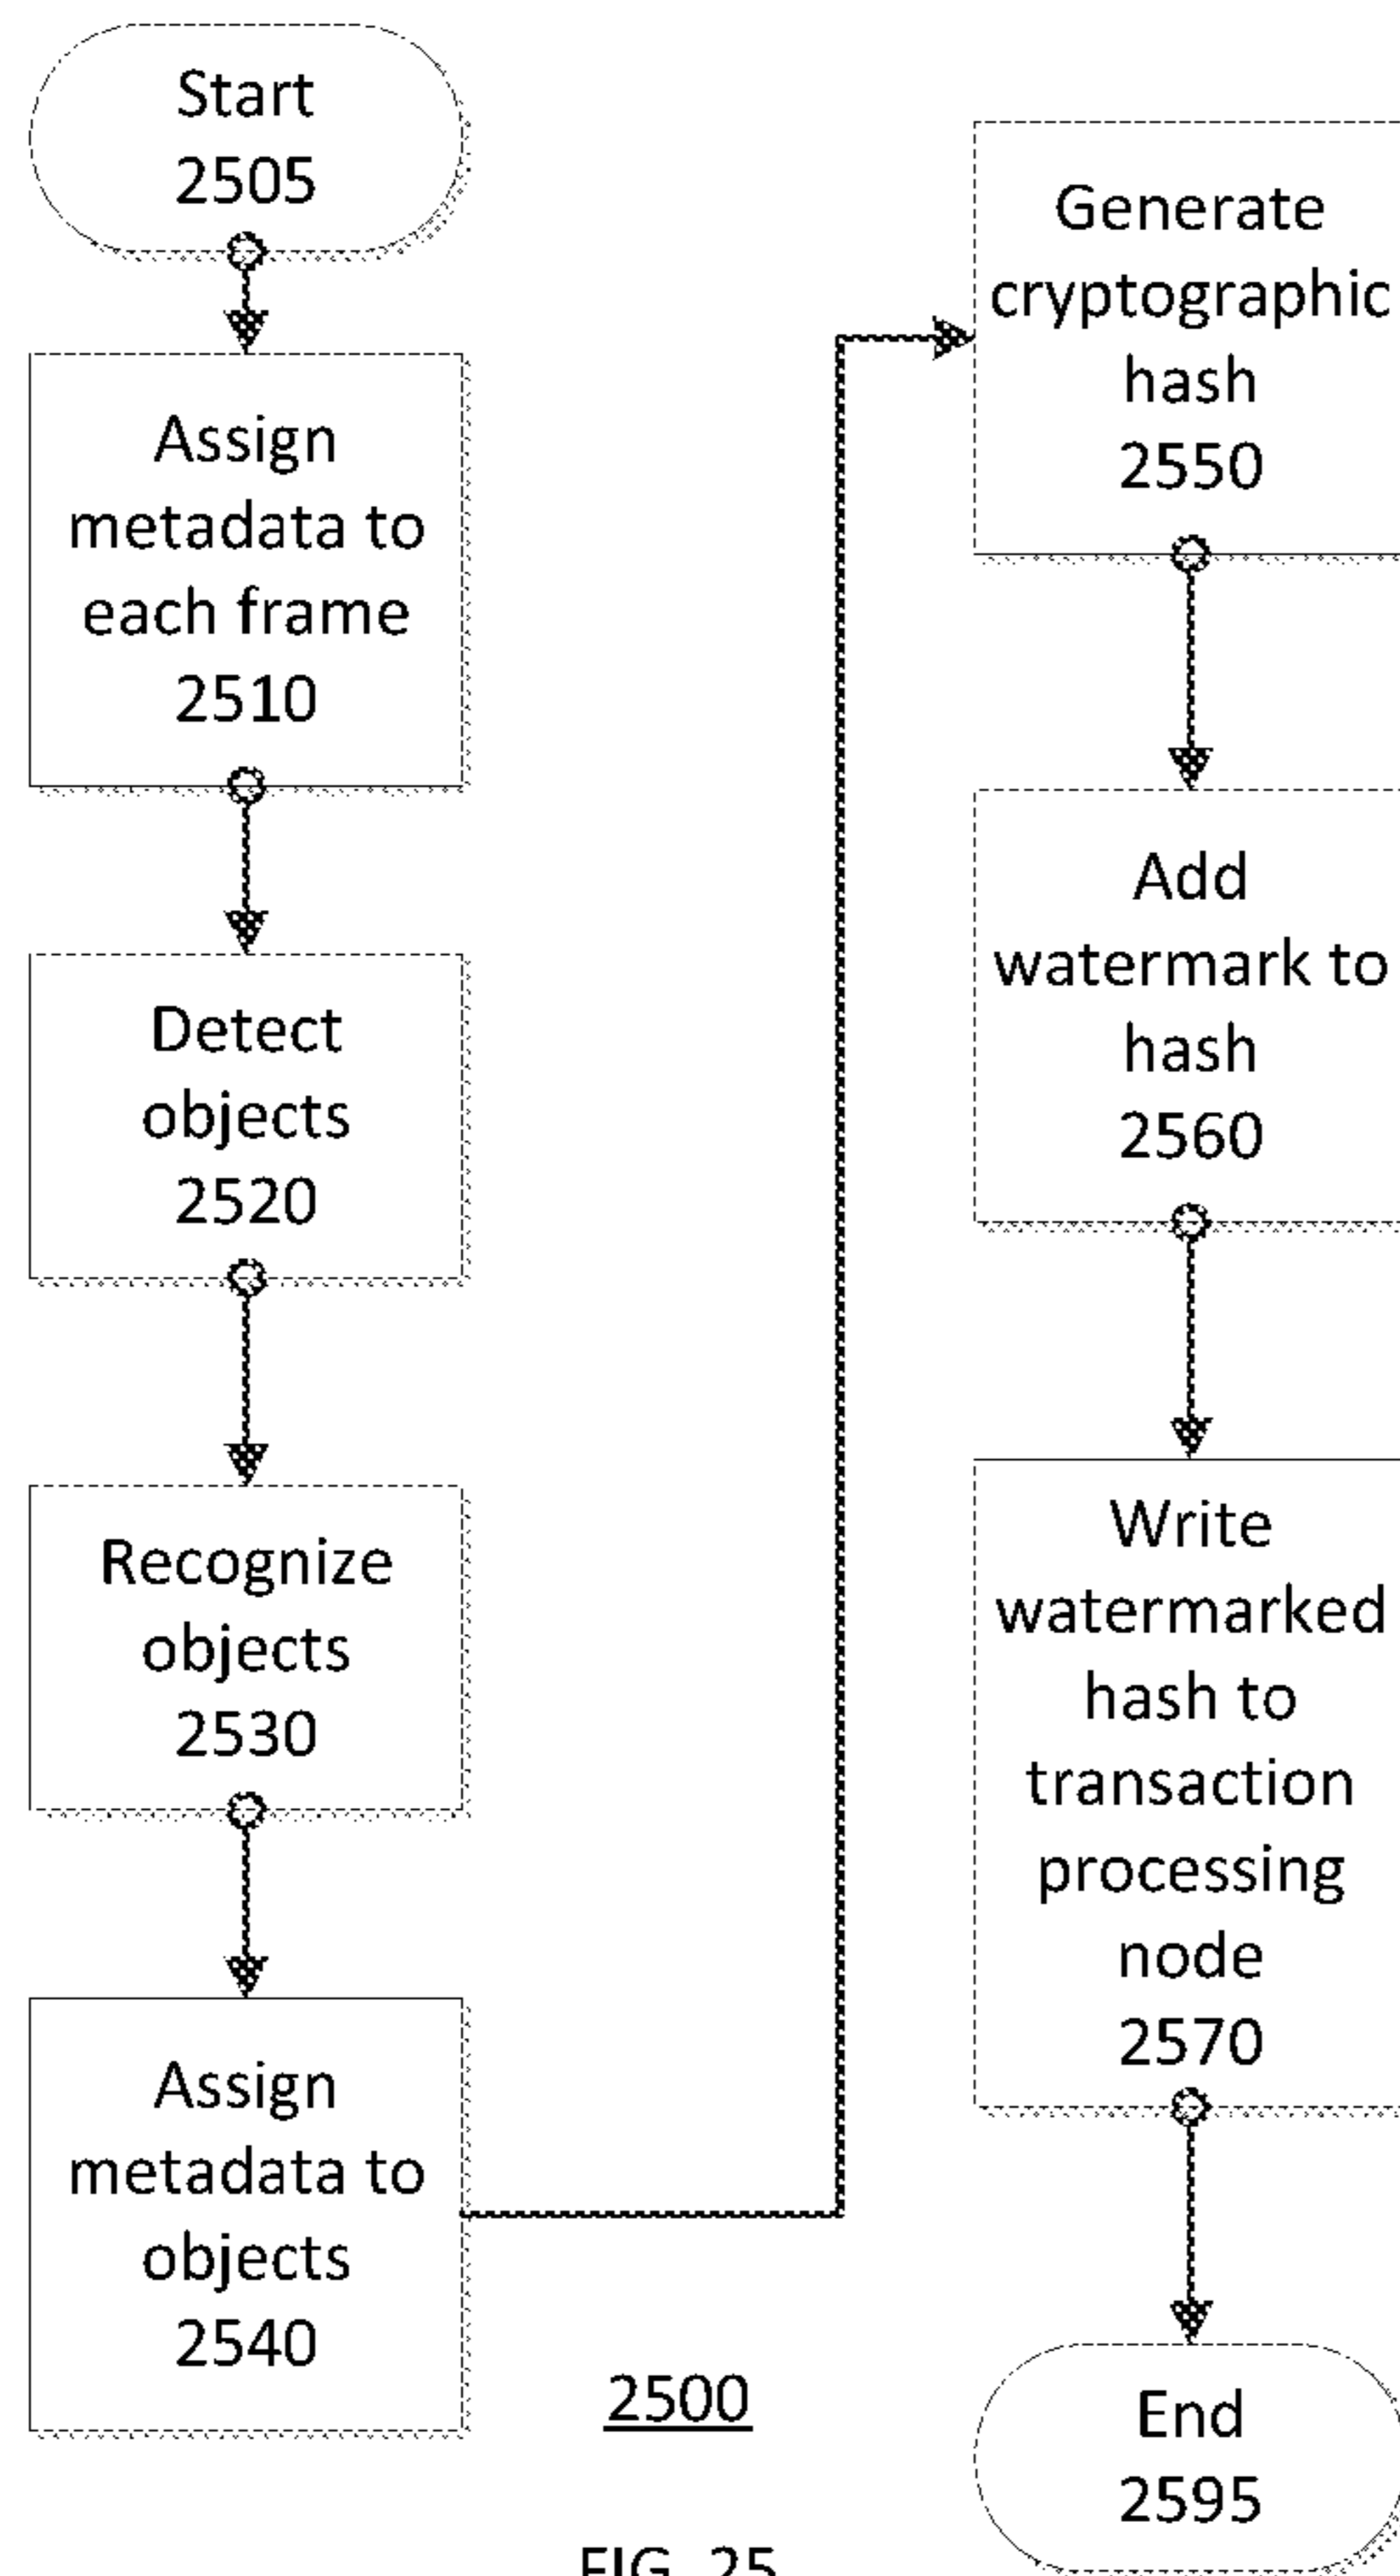 Start
2505
Assign
metadata to
each frame
2510
Detect
objects
2520
Recognize
objects
2530
Assign
metadata to
objects
2540
Generate
cryptographic
hash
2550
Add
watermark to
hash
2560
Write
watermarked
hash to
transaction
processing
node
2570
End
2595
2500
FIG. 25